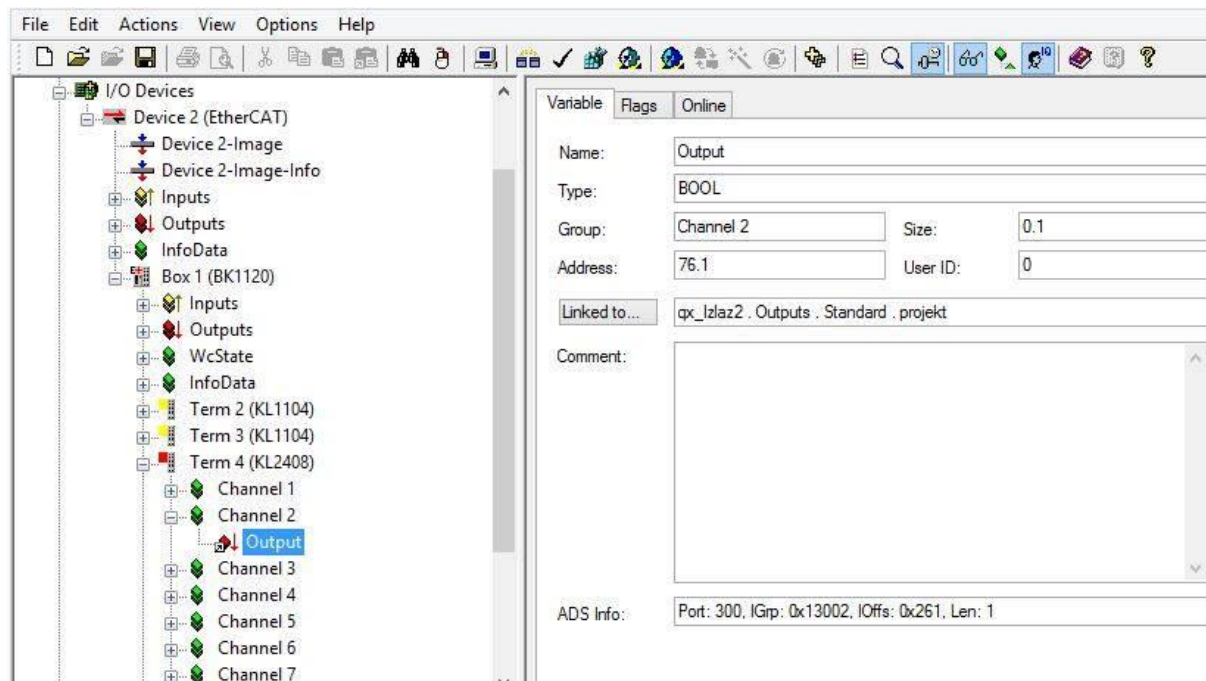 File Edit Actions View Options Help
I/O Devices
Device 2 (EtherCAT)
Device 2-Image
Device 2-Image-Info
Inputs
Outputs
InfoData
Box 1 (BK1120)
Inputs
Outputs
WcState
InfoData
Term 2 (KL1104)
Term 3 (KL1104)
Term 4 (KL2408)
Channel 1
Channel 2
Output
Channel 3
Channel 4
Channel 5
Channel 6
Channel 7
Variable Flags Online
Name: Output
Type: BOOL
Group: Channel 2 Size: 0.1
Address: 76.1 User ID: 0
Linked to... qx_Izlaz2 . Outputs . Standard . projekt
Comment:
ADS Info: Port: 300, IGrp: 0x13002, IOffs: 0x261, Len: 1